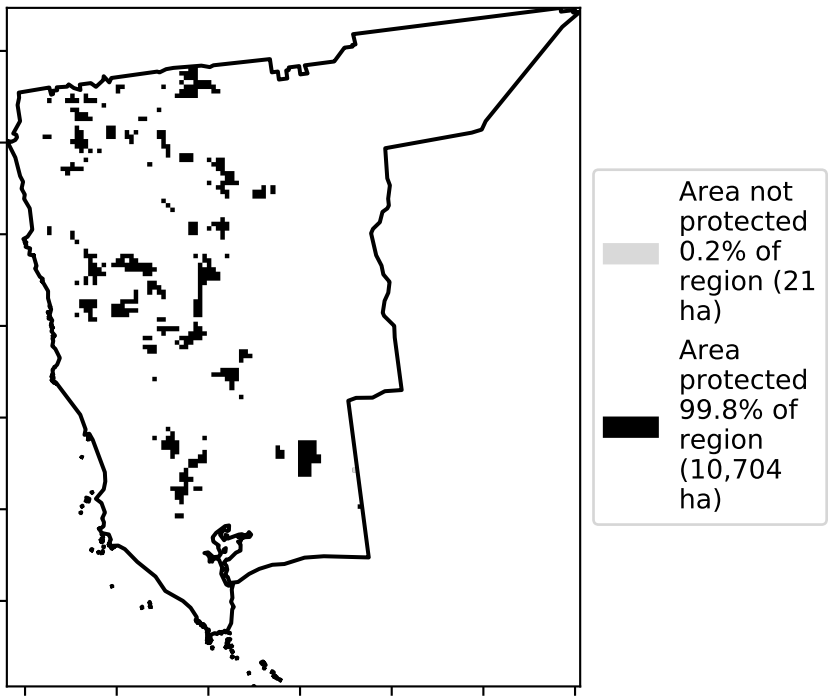 Area not
protected
0.2% of
region (21
ha)
Area
protected
99.8% of
region
(10,704
ha)